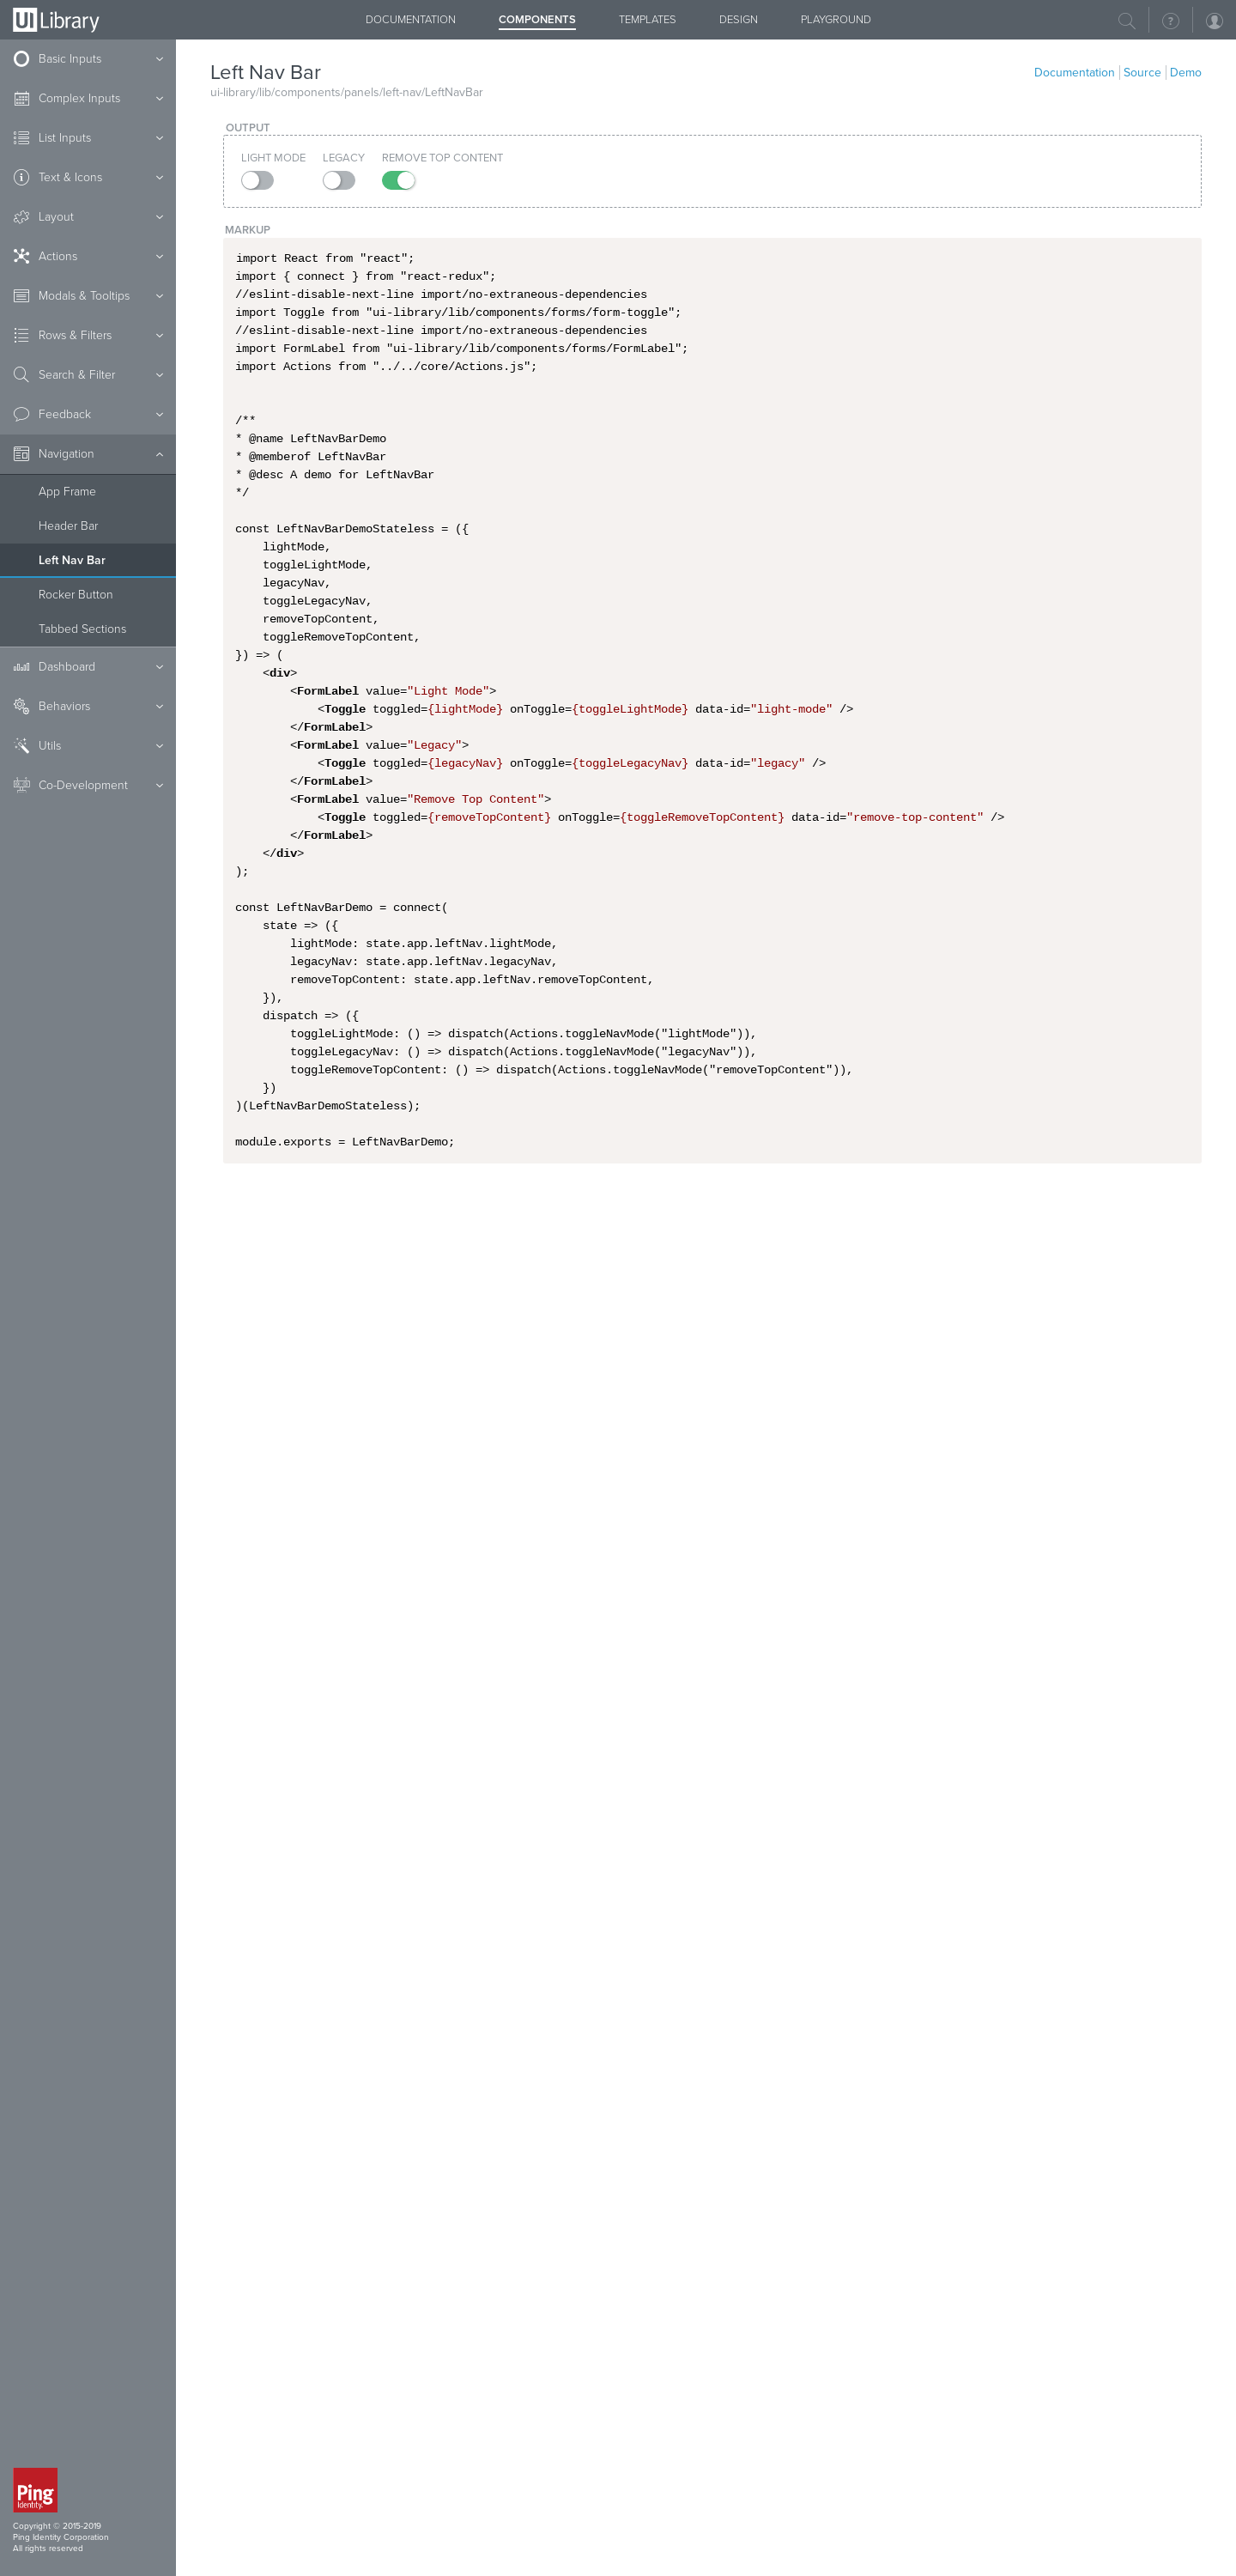 UI Library
DOCUMENTATION
COMPONENTS
TEMPLATES
DESIGN
PLAYGROUND
?
Basic Inputs
Complex Inputs
List Inputs
Text & Icons
Layout
Actions
Modals & Tooltips
Rows & Filters
Search & Filter
Feedback
Navigation
App Frame
Header Bar
Left Nav Bar
Rocker Button
Tabbed Sections
Dashboard
Behaviors
Utils
Co-Development
Ping
Identity.
Copyright © 2015-2019
Ping Identity Corporation
All rights reserved
Left Nav Bar
ui-library/lib/components/panels/left-nav/LeftNavBar
Documentation | Source | Demo
OUTPUT
LIGHT MODE
LEGACY
REMOVE TOP CONTENT
MARKUP
import React from "react";
import { connect } from "react-redux";
//eslint-disable-next-line import/no-extraneous-dependencies
import Toggle from "ui-library/lib/components/forms/form-toggle";
//eslint-disable-next-line import/no-extraneous-dependencies
import FormLabel from "ui-library/lib/components/forms/FormLabel";
import Actions from "../../core/Actions.js";
/**
* @name LeftNavBarDemo
* @memberof LeftNavBar
* @desc A demo for LeftNavBar
*/
const LeftNavBarDemoStateless = ({
    lightMode,
    toggleLightMode,
    legacyNav,
    toggleLegacyNav,
    removeTopContent,
    toggleRemoveTopContent,
}) => (
    <div>
        <FormLabel value="Light Mode">
            <Toggle toggled={lightMode} onToggle={toggleLightMode} data-id="light-mode" />
        </FormLabel>
        <FormLabel value="Legacy">
            <Toggle toggled={legacyNav} onToggle={toggleLegacyNav} data-id="legacy" />
        </FormLabel>
        <FormLabel value="Remove Top Content">
            <Toggle toggled={removeTopContent} onToggle={toggleRemoveTopContent} data-id="remove-top-content" />
        </FormLabel>
    </div>
);
const LeftNavBarDemo = connect(
    state => ({
        lightMode: state.app.leftNav.lightMode,
        legacyNav: state.app.leftNav.legacyNav,
        removeTopContent: state.app.leftNav.removeTopContent,
    }),
    dispatch => ({
        toggleLightMode: () => dispatch(Actions.toggleNavMode("lightMode")),
        toggleLegacyNav: () => dispatch(Actions.toggleNavMode("legacyNav")),
        toggleRemoveTopContent: () => dispatch(Actions.toggleNavMode("removeTopContent")),
    })
)(LeftNavBarDemoStateless);
module.exports = LeftNavBarDemo;